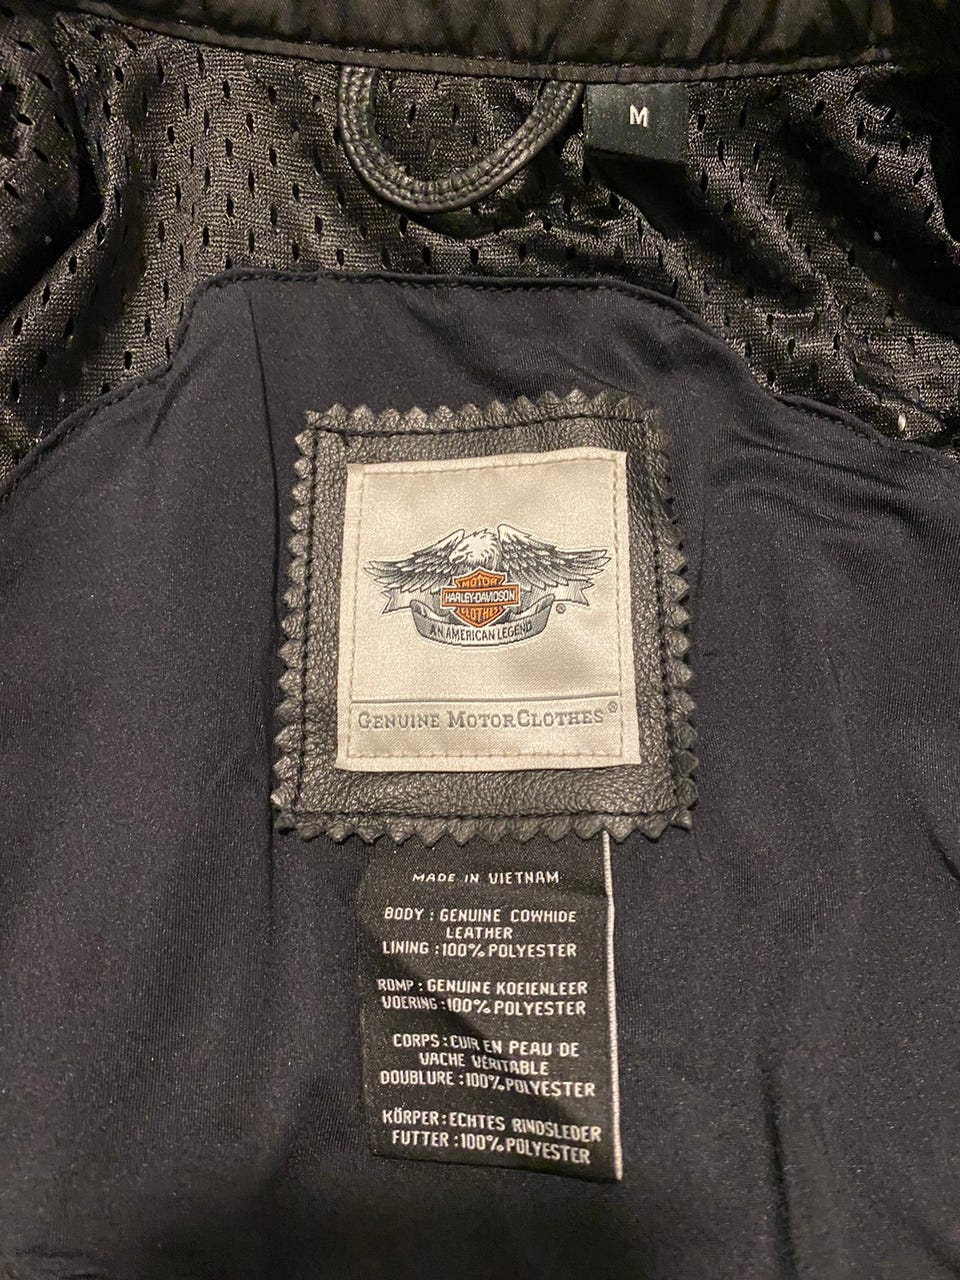 M
MOTOR
HARLEY-DAVIDSON
CLOTHES
®
AN AMERICAN LEGEND
GENUINE MOTORCLOTHES®
MADE IN VIETNAM
BODY : GENUINE COWHIDE
LEATHER
LINING : 100% POLYESTER
ROMP : GENUINE KOEIENLEER
VOERING : 100% POLYESTER
CORPS : CUIR EN PEAU DE
VACHE VÉRITABLE
DOUBLURE : 100% POLYESTER
KÖRPER : ECHTES RINDSLEDER
FUTTER : 100% POLYESTER